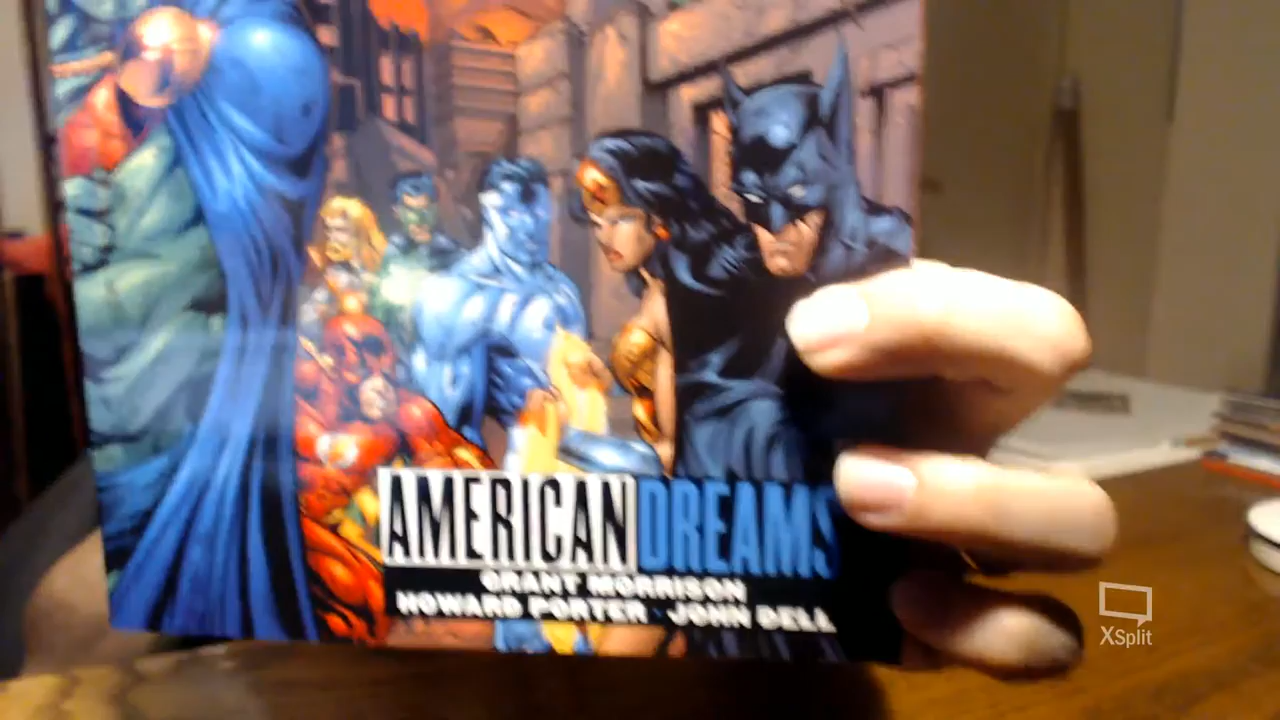 AMERICAN DREAMS
GRANT MORRISON
HOWARD PORTER · JOHN DELL
XSplit